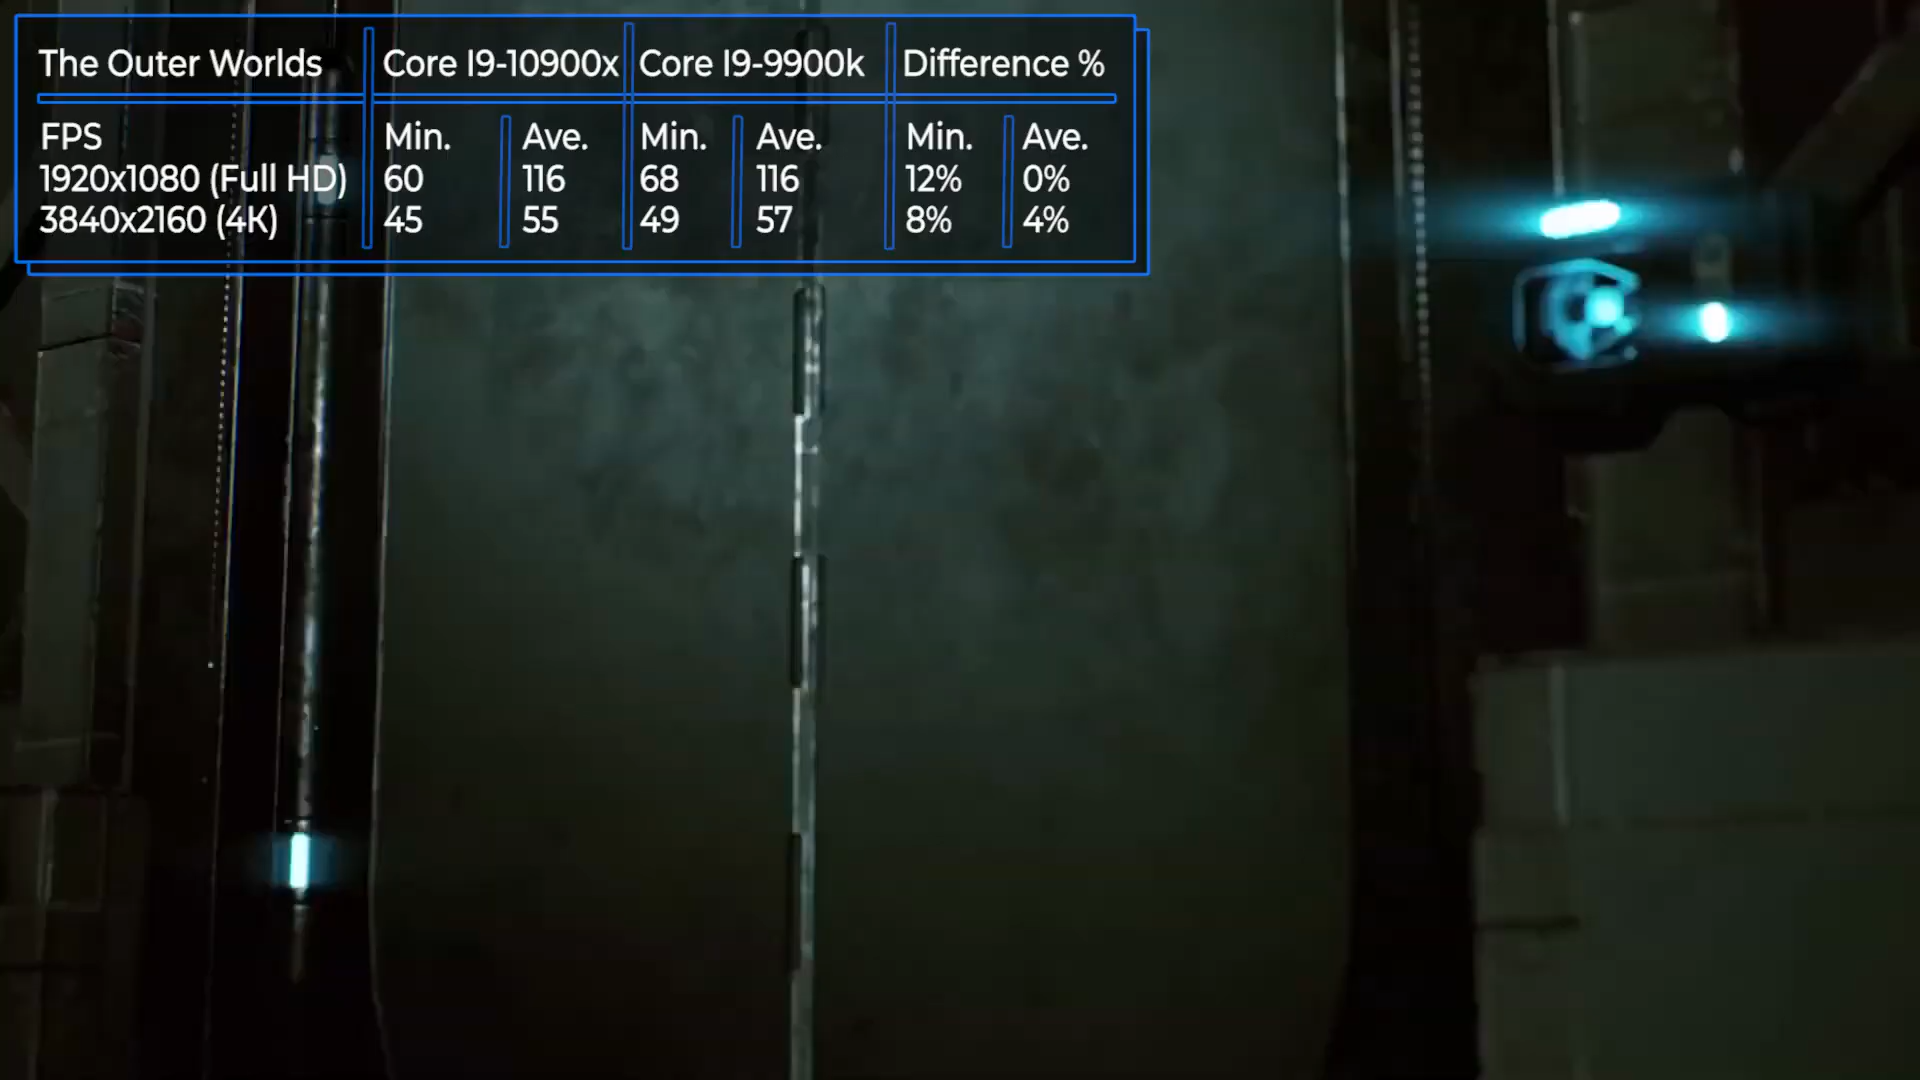 The Outer Worlds Core I9-10900x Core I9-9900k Difference %
FPS Min. Ave. Min. Ave. Min. Ave.
1920x1080 (Full HD) 60 116 68 116 12% 0%
3840x2160 (4K) 45 55 49 57 8% 4%